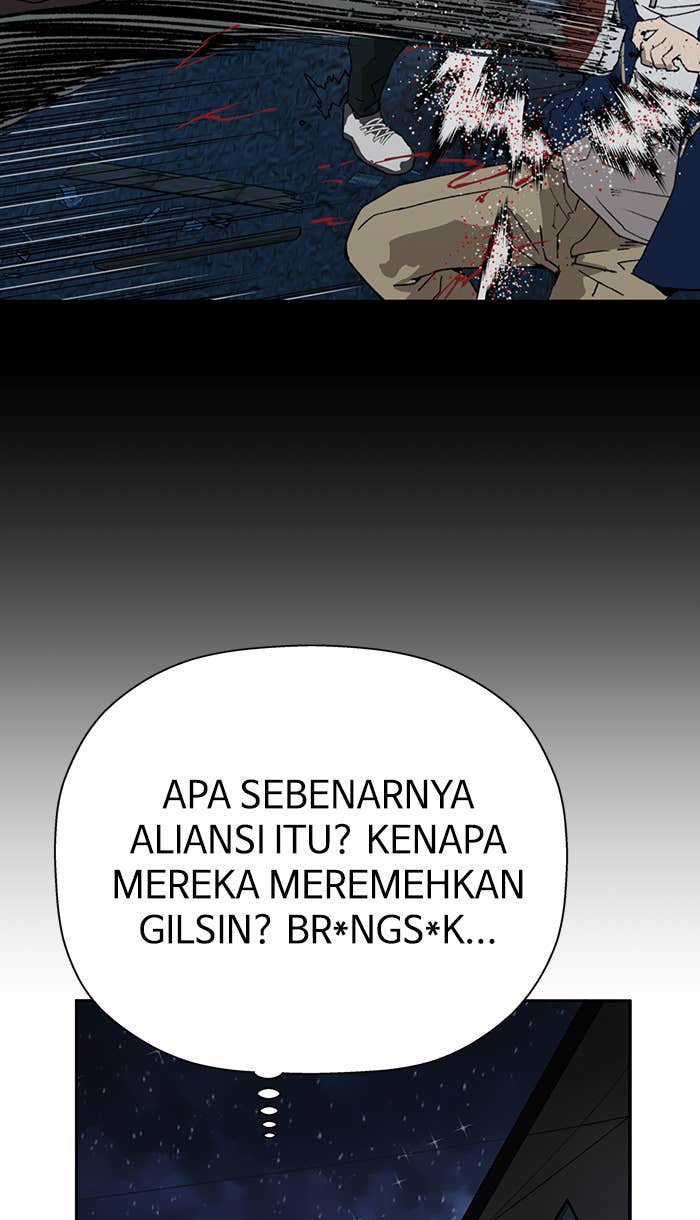 APA SEBENARNYA
ALIANSI ITU? KENAPA
MEREKA MEREMEHKAN
GILSIN? BR*NGS*K...